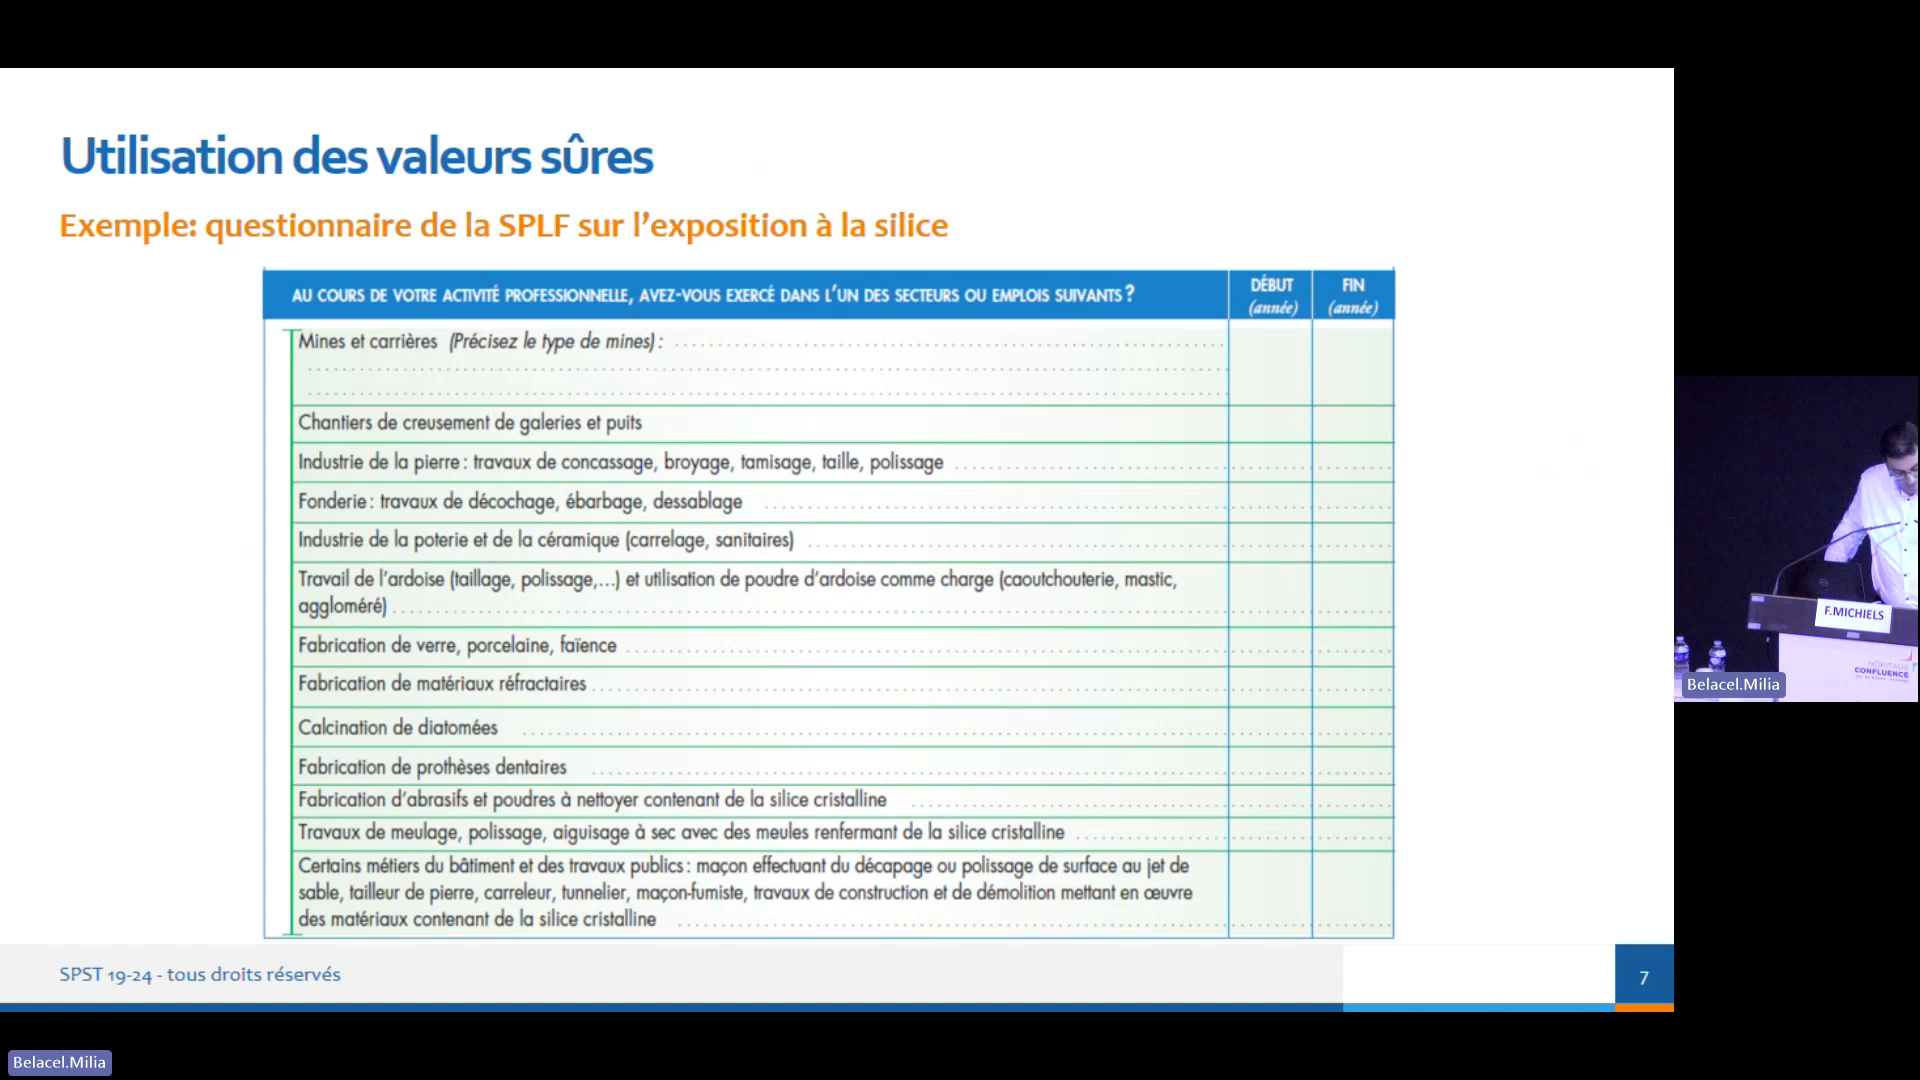 Utilisation des valeurs sûres
Exemple: questionnaire de la SPLF sur l’exposition à la silice
AU COURS DE VOTRE ACTIVITÉ PROFESSIONNELLE, AVEZ-VOUS EXERCÉ DANS L’UN DES SECTEURS OU EMPLOIS SUIVANTS ?
DÉBUT
(année)
FIN
(année)
Mines et carrières (Précisez le type de mines) :
Chantiers de creusement de galeries et puits
Industrie de la pierre : travaux de concassage, broyage, tamisage, taille, polissage
Fonderie : travaux de décochage, ébarbage, dessablage
Industrie de la poterie et de la céramique (carrelage, sanitaires)
Travail de l’ardoise (taillage, polissage,...) et utilisation de poudre d’ardoise comme charge (caoutchouterie, mastic,
aggloméré)
Fabrication de verre, porcelaine, faïence
Fabrication de matériaux réfractaires
Calcination de diatomées
Fabrication de prothèses dentaires
Fabrication d’abrasifs et poudres à nettoyer contenant de la silice cristalline
Travaux de meulage, polissage, aiguisage à sec avec des meules renfermant de la silice cristalline
Certains métiers du bâtiment et des travaux publics : maçon effectuant du décapage ou polissage de surface au jet de
sable, tailleur de pierre, carreleur, tunnelier, maçon-fumiste, travaux de construction et de démolition mettant en œuvre
des matériaux contenant de la silice cristalline
SPST 19-24 - tous droits réservés
7
F.MICHIELS
HÔPITAUX
CONFLUENCE
Belacel.Milia
Belacel.Milia